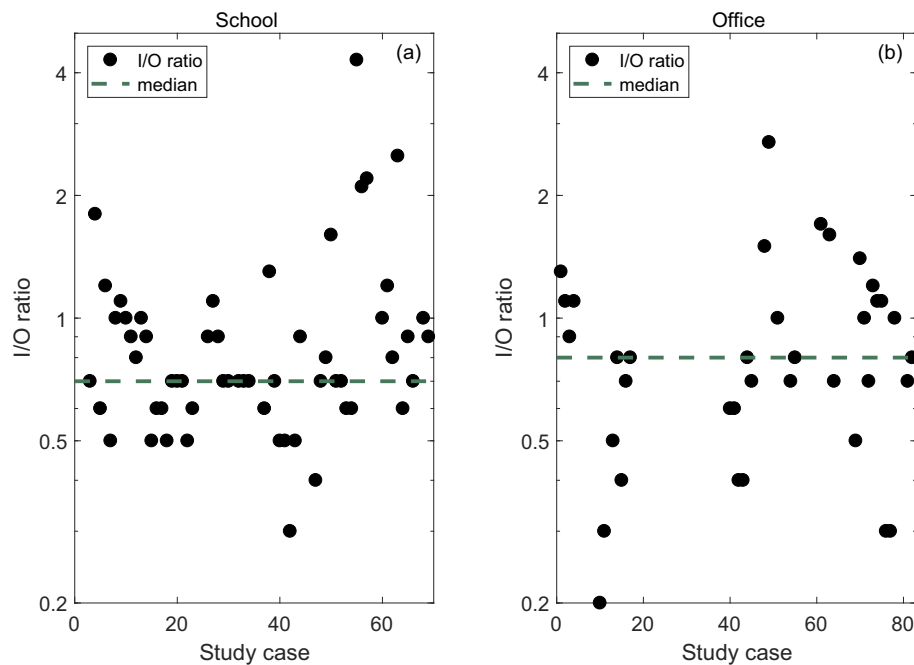 School
(a)
I/O ratio
median
I/O ratio
4
2
1
0.5
0.2
0
20
40
60
Study case
Office
(b)
I/O ratio
median
I/O ratio
4
2
1
0.5
0.2
0
20
40
60
80
Study case